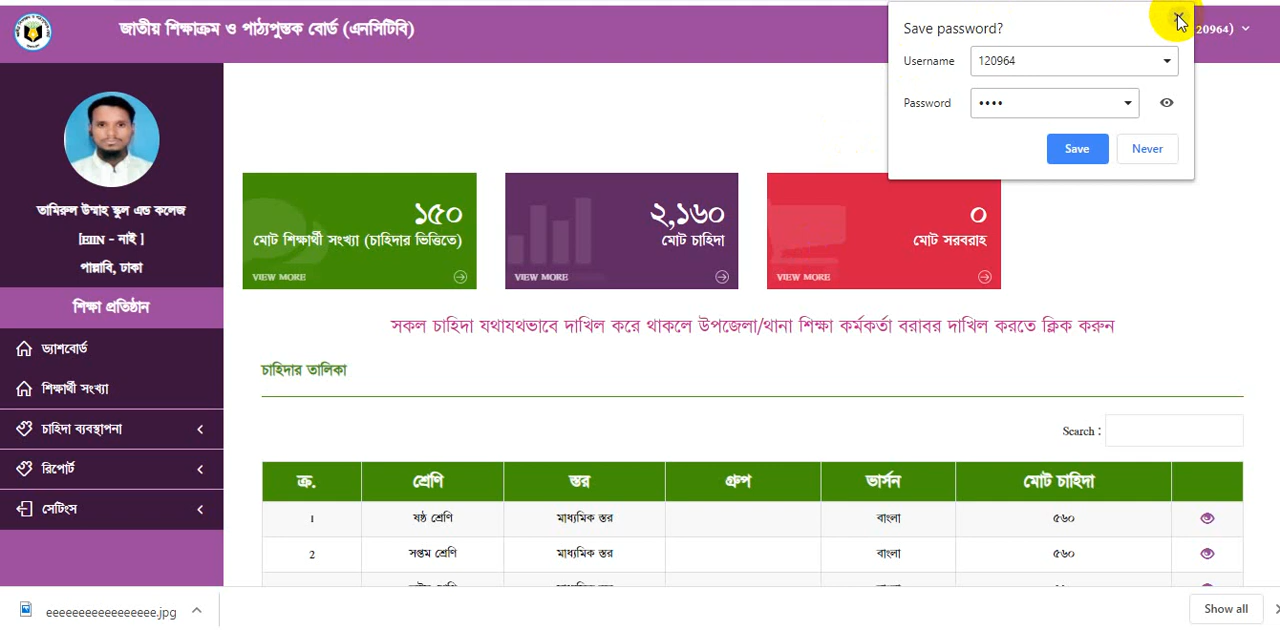 জাতীয় শিক্ষাক্রম ও পাঠ্যপুস্তক বোর্ড (এনসিটিবি)
20964)
Save password?
Username 120964
Password ••••
Save Never
তামিরুল উম্মাহ স্কুল এন্ড কলেজ
[EIIN - নাই ]
পাল্লাবি, ঢাকা
শিক্ষা প্রতিষ্ঠান
ড্যাশবোর্ড
শিক্ষার্থী সংখ্যা
চাহিদা ব্যবস্থাপনা
রিপোর্ট
সেটিংস
১৫০
মোট শিক্ষার্থী সংখ্যা (চাহিদার ভিত্তিতে)
VIEW MORE
২,১৬০
মোট চাহিদা
VIEW MORE
০
মোট সরবরাহ
VIEW MORE
সকল চাহিদা যথাযথভাবে দাখিল করে থাকলে উপজেলা/থানা শিক্ষা কর্মকর্তা বরাবর দাখিল করতে ক্লিক করুন
চাহিদার তালিকা
Search :
ক্র. শ্রেণি স্তর গ্রুপ ভার্সন মোট চাহিদা
1 ষষ্ঠ শ্রেণি মাধ্যমিক স্তর বাংলা ৫৬০
2 সপ্তম শ্রেণি মাধ্যমিক স্তর বাংলা ৫৬০
eeeeeeeeeeeeeeeee.jpg
Show all